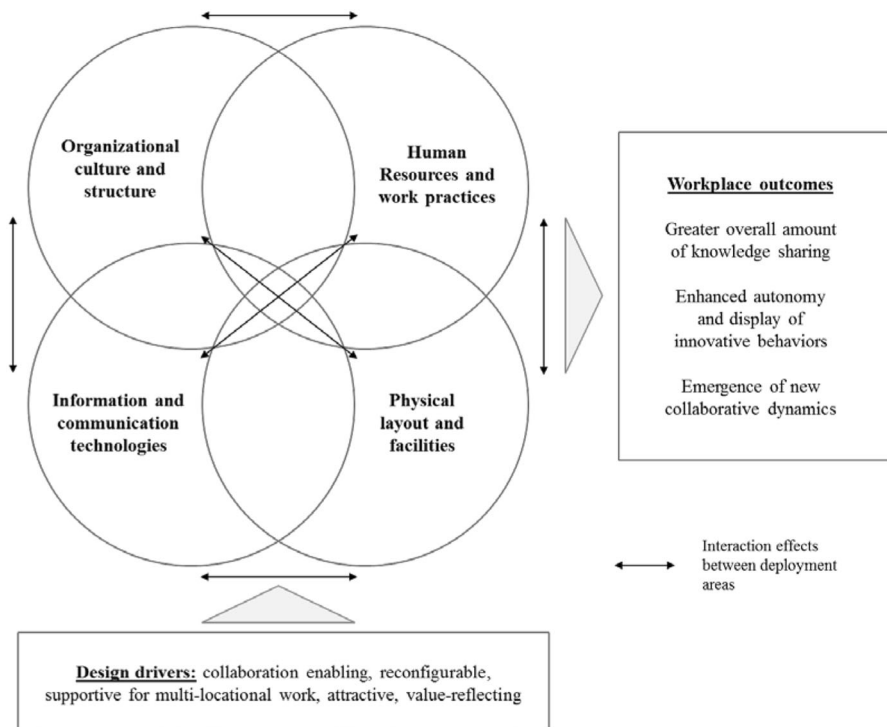 Organizational
culture and
structure
Human
Resources and
work practices
Information and
communication
technologies
Physical
layout and
facilities
Workplace outcomes
Greater overall amount
of knowledge sharing
Enhanced autonomy
and display of
innovative behaviors
Emergence of new
collaborative dynamics
Interaction effects
between deployment
areas
Design drivers: collaboration enabling, reconfigurable,
supportive for multi-locational work, attractive, value-reflecting